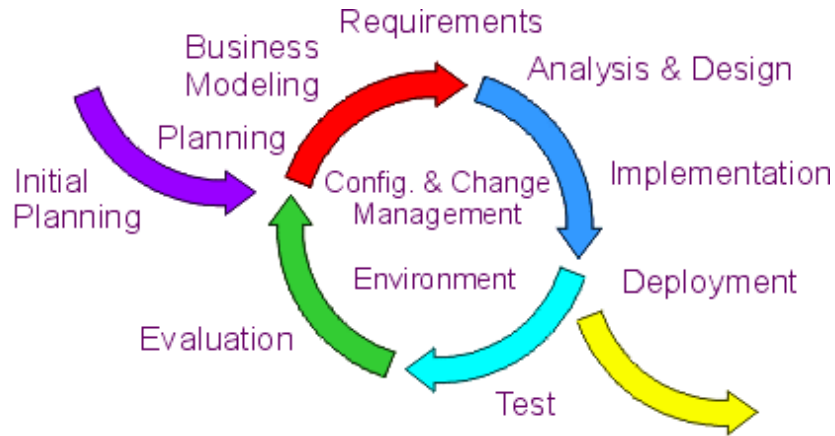 Requirements
Business
Modeling
Analysis & Design
Planning
Initial
Planning
Config. & Change
Management
Implementation
Environment
Deployment
Evaluation
Test